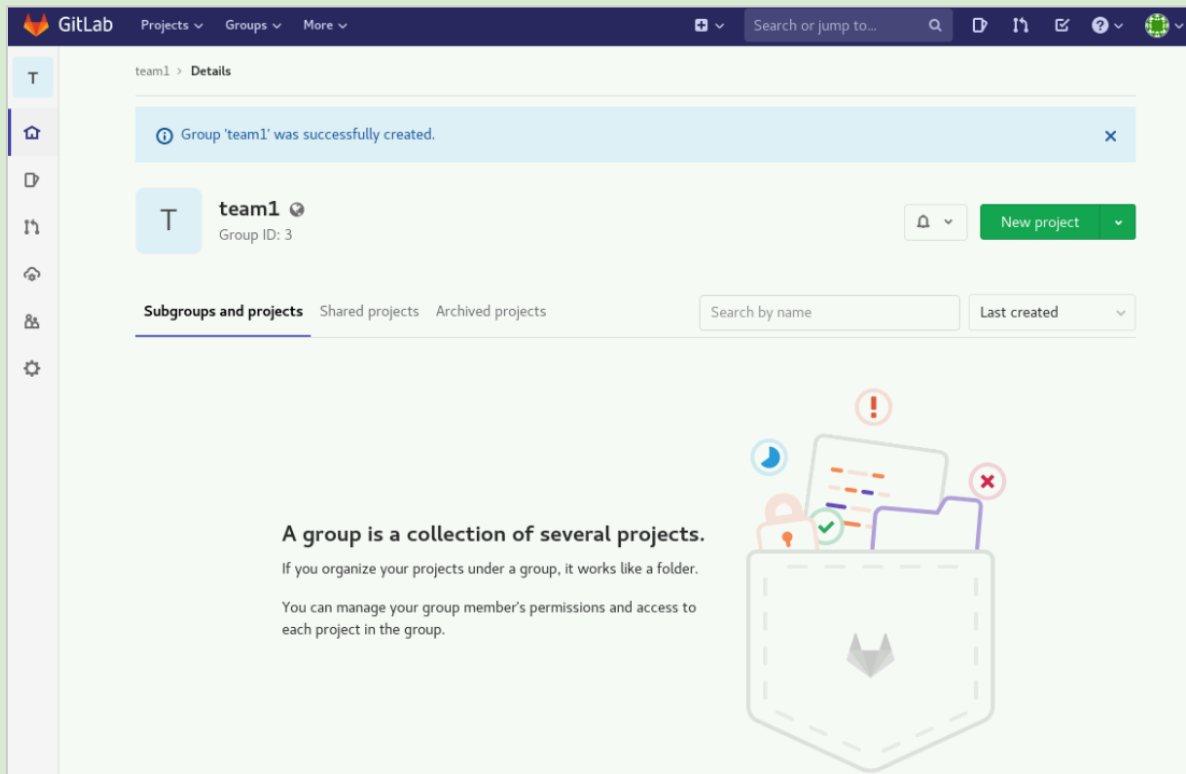 GitLab Projects Groups More Search or jump to...
T
team1 > Details
Group 'team1' was successfully created.
T
team1
Group ID: 3
New project
Subgroups and projects Shared projects Archived projects Search by name Last created
A group is a collection of several projects.
If you organize your projects under a group, it works like a folder.
You can manage your group member's permissions and access to
each project in the group.